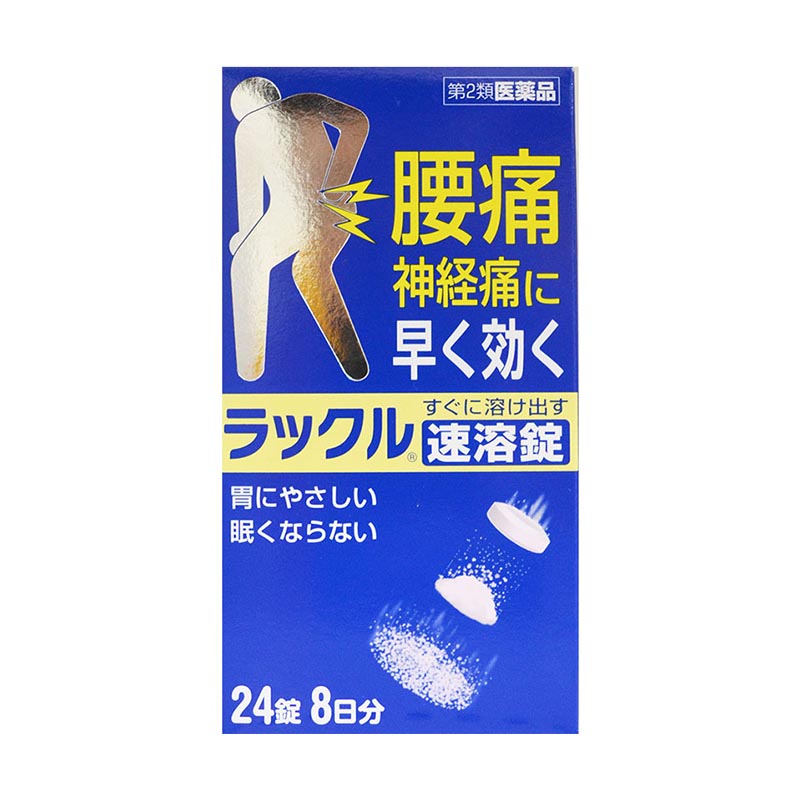 第2類医薬品
腰痛
神経痛に
早く効く
すぐに溶け出す
ラックル® 速溶錠
胃にやさしい
眠くならない
24錠 8日分